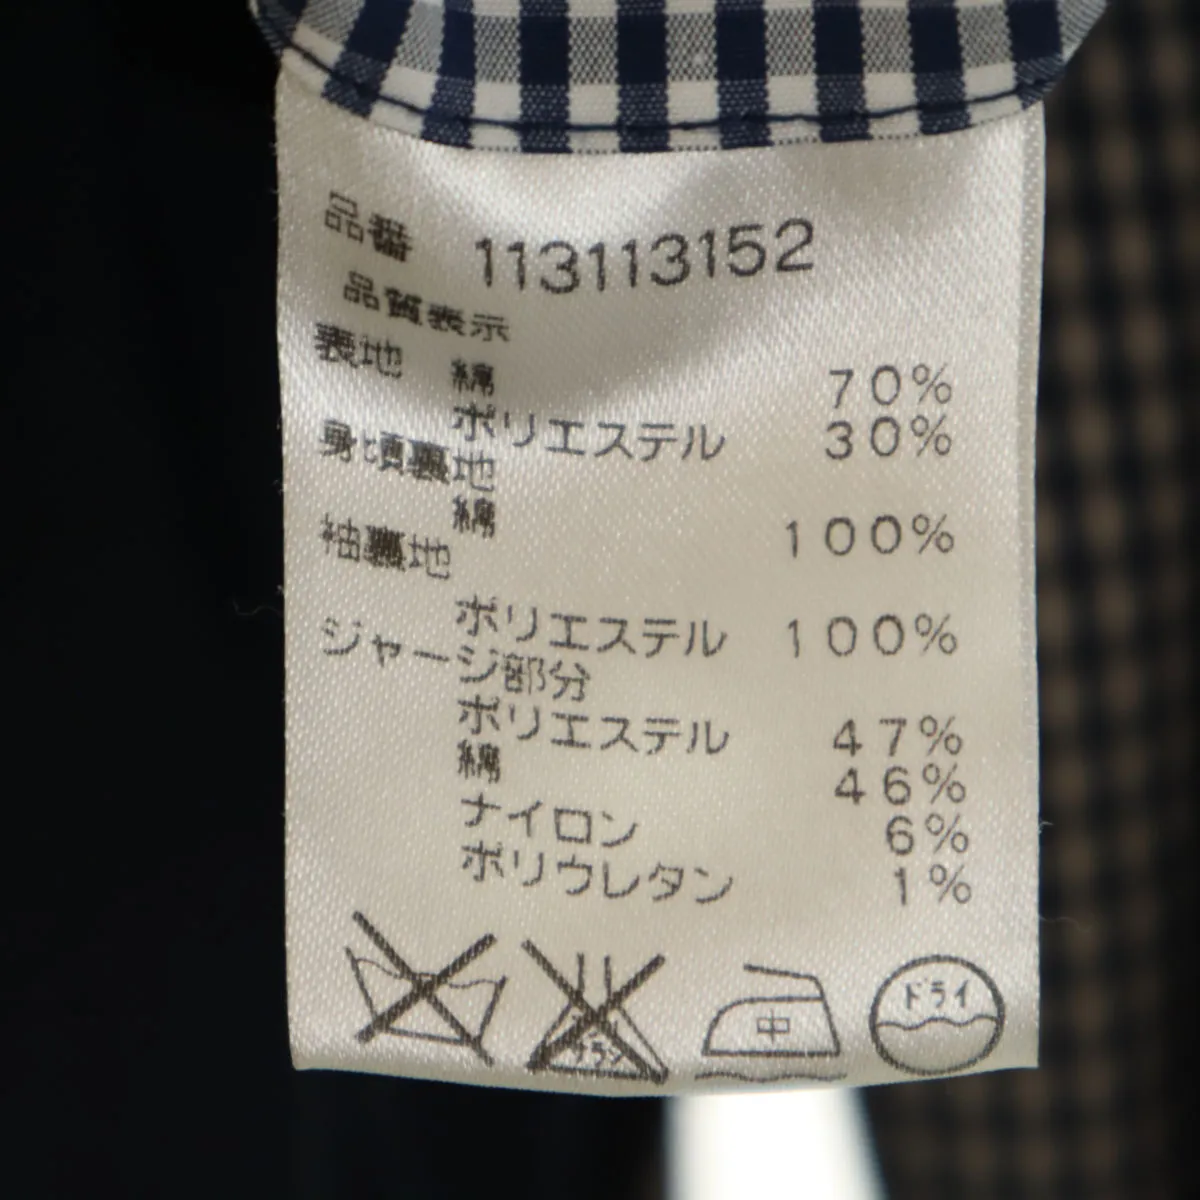 品番 113113152
品質表示
表地 綿 70%
ポリエステル 30%
身頃裏地
綿 100%
袖裏地
ポリエステル 100%
ジャージ部分
ポリエステル 47%
綿 46%
ナイロン 6%
ポリウレタン 1%
エンソサラシ 中 ドライ